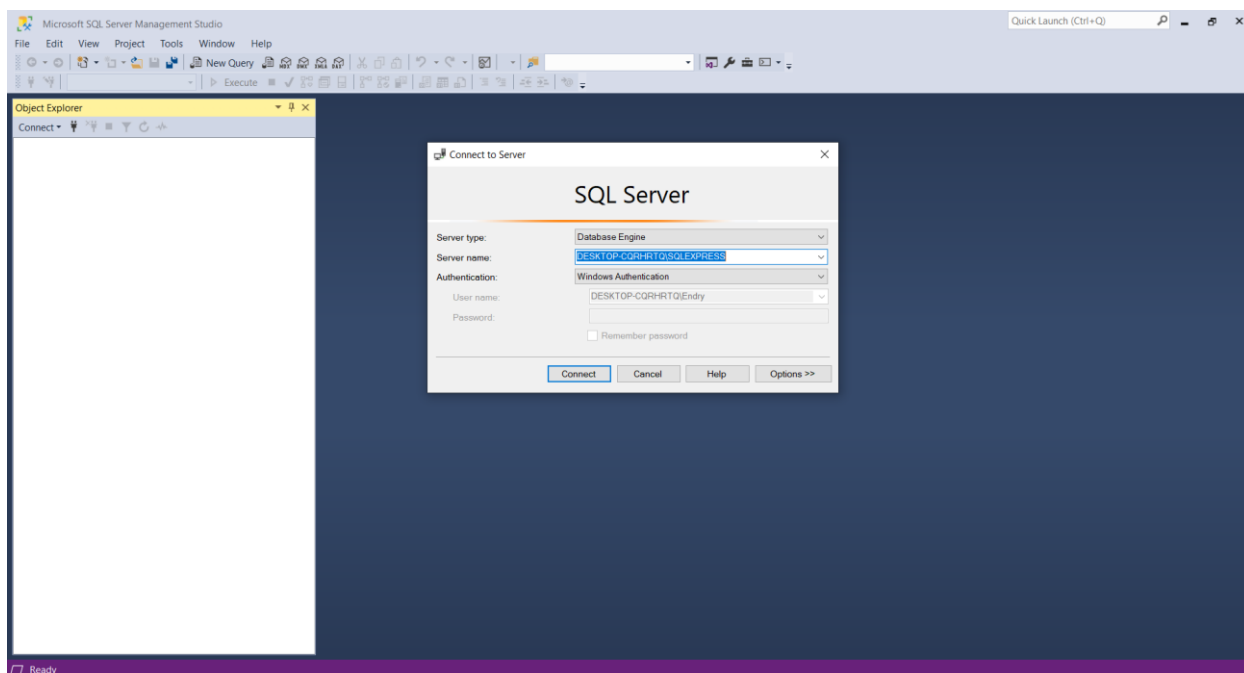 Microsoft SQL Server Management Studio
Quick Launch (Ctrl+Q)
File Edit View Project Tools Window Help
New Query
Execute
Object Explorer
Connect
Connect to Server
SQL Server
Server type: Database Engine
Server name: DESKTOP-CQRHRTQ\SQLEXPRESS
Authentication: Windows Authentication
User name: DESKTOP-CQRHRTQ\Endry
Password:
Remember password
Connect Cancel Help Options >>
Ready